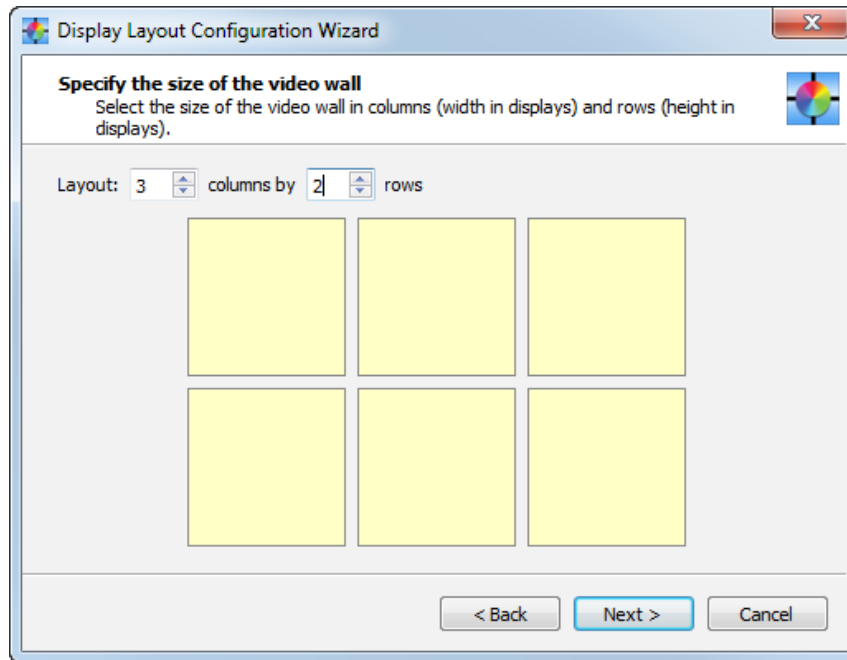 Display Layout Configuration Wizard
Specify the size of the video wall
Select the size of the video wall in columns (width in displays) and rows (height in
displays).
Layout: 3 columns by 2 rows
< Back Next > Cancel